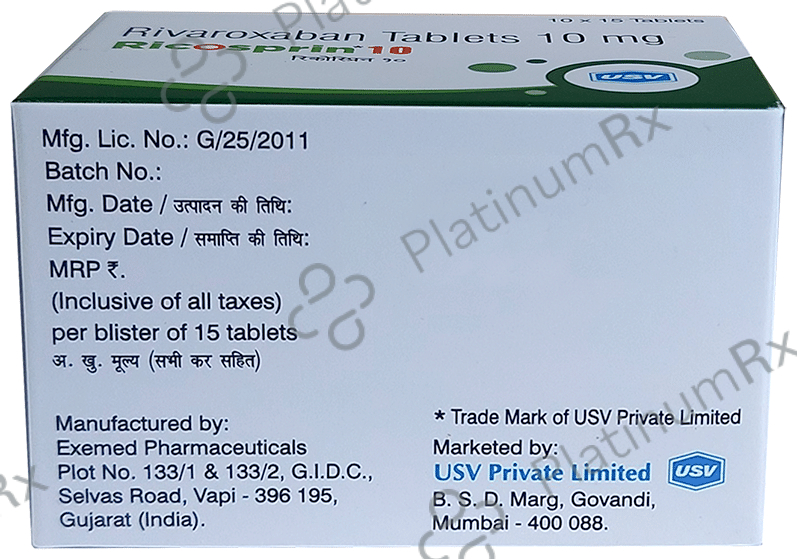 10 x 15 Tablets
Rivaroxaban Tablets 10 mg
Ricosprin*10
रिकोस्प्रिन १०
USV
Mfg. Lic. No.: G/25/2011
Batch No.:
Mfg. Date / उत्पादन की तिथि:
Expiry Date / समाप्ति की तिथि:
MRP ₹.
(Inclusive of all taxes)
per blister of 15 tablets
अ. खु. मूल्य (सभी कर सहित)
Manufactured by:
Exemed Pharmaceuticals
Plot No. 133/1 & 133/2, G.I.D.C.,
Selvas Road, Vapi - 396 195,
Gujarat (India).
* Trade Mark of USV Private Limited
Marketed by:
USV Private Limited USV
B. S. D. Marg, Govandi,
Mumbai - 400 088.
PlatinumRx
PlatinumRx
PlatinumRx
Rx